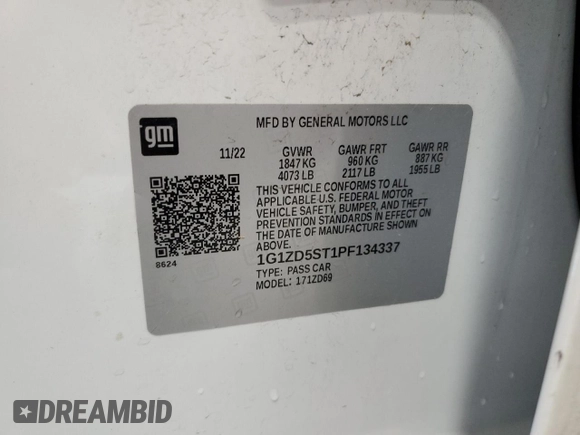 gm
MFD BY GENERAL MOTORS LLC
11/22 GVWR GAWR FRT GAWR RR
1847 KG 960 KG 887 KG
4073 LB 2117 LB 1955 LB
THIS VEHICLE CONFORMS TO ALL
APPLICABLE U.S. FEDERAL MOTOR
VEHICLE SAFETY, BUMPER, AND THEFT
PREVENTION STANDARDS IN EFFECT ON
THE DATE OF MANUFACTURE SHOWN
ABOVE.
8624
1G1ZD5ST1PF134337
TYPE: PASS CAR
MODEL: 1712D69
DREAMBID